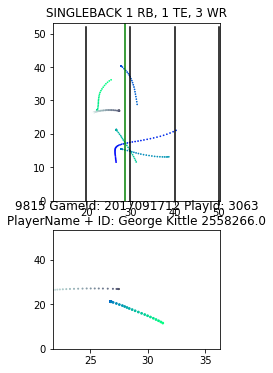 SINGLEBACK 1 RB, 1 TE, 3 WR
50
40
30
20
10
0
20 30 40 50
9815 GameId: 2017091712 PlayId: 3063
PlayerName + ID: George Kittle 2558266.0
40
20
0
25 30 35